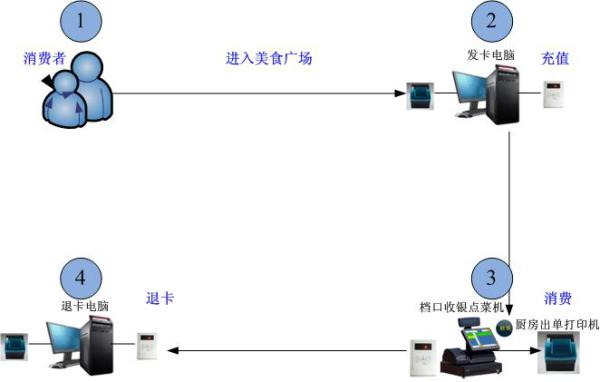 1
消费者
进入美食广场
2
发卡电脑
充值
4
退卡电脑
退卡
3
档口收银点菜机
消费
厨房出单打印机